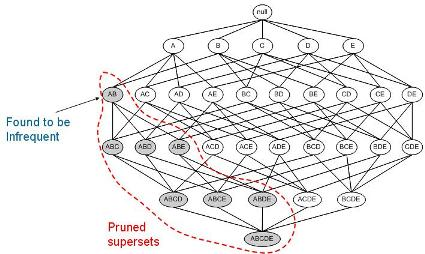 null
A B C D E
AB AC AD AE BC BD BE CD CE DE
Found to be
Infrequent
ABC ABD ABE ACD ACE ADE BCD BCE BDE CDE
ABCD ABCE ABDE ACDE BCDE
Pruned
supersets
ABCDE